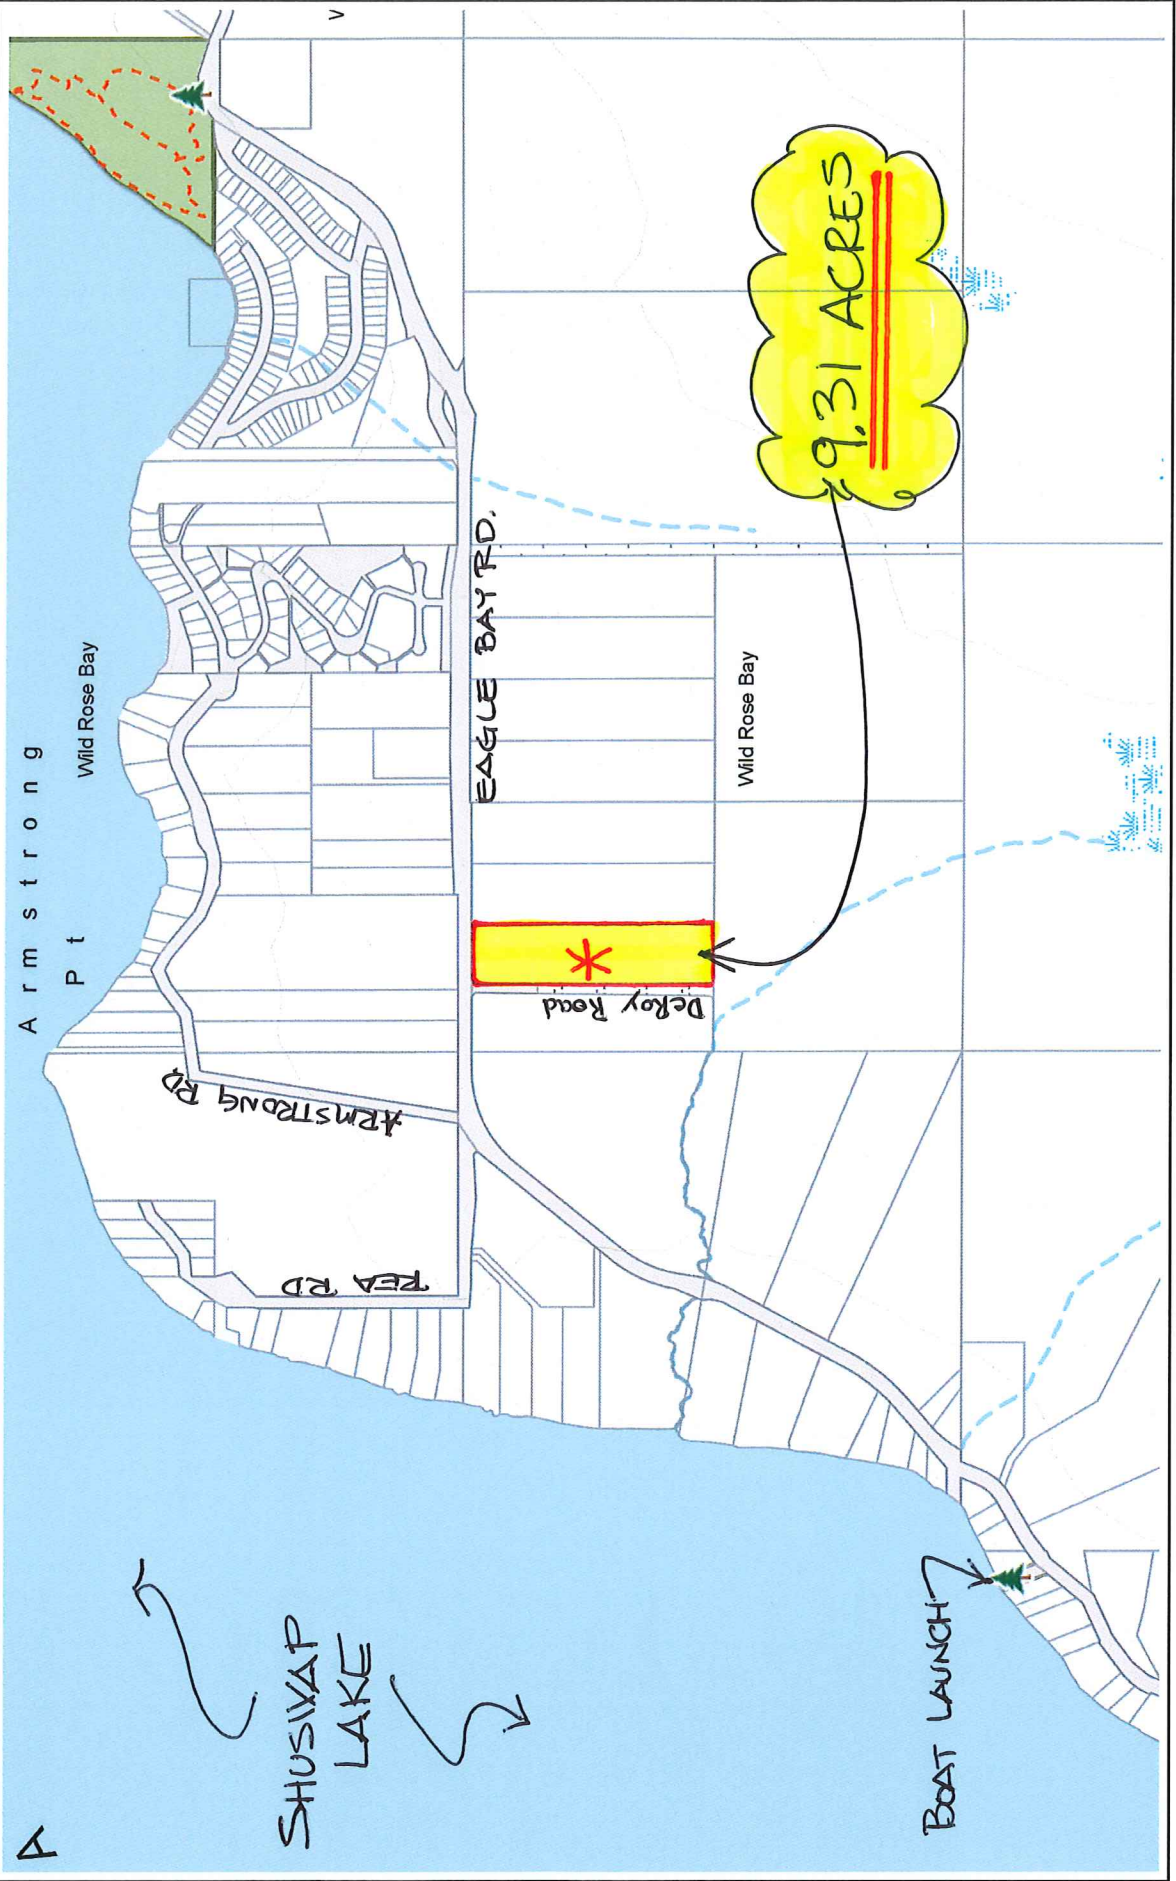 Armstrong
Pt
Wild Rose Bay
EAGLE BAY RD.
9.31 ACRES
Wild Rose Bay
*
DeRoy Road
ARMSTRONG RD
REA RD
SHUSWAP
LAKE
BOAT LAUNCH